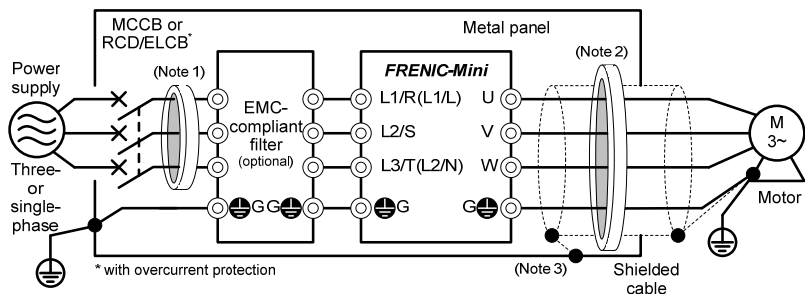 MCCB or
RCD/ELCB*
Metal panel
Power
supply
(Note 1)
(Note 2)
FRENIC-Mini
EMC-
compliant
filter
(optional)
L1/R(L1/L)
U
L2/S
V
L3/T(L2/N)
W
M
3~
Three-
or
single-
phase
G
G
G
G
Motor
* with overcurrent protection
(Note 3)
Shielded
cable